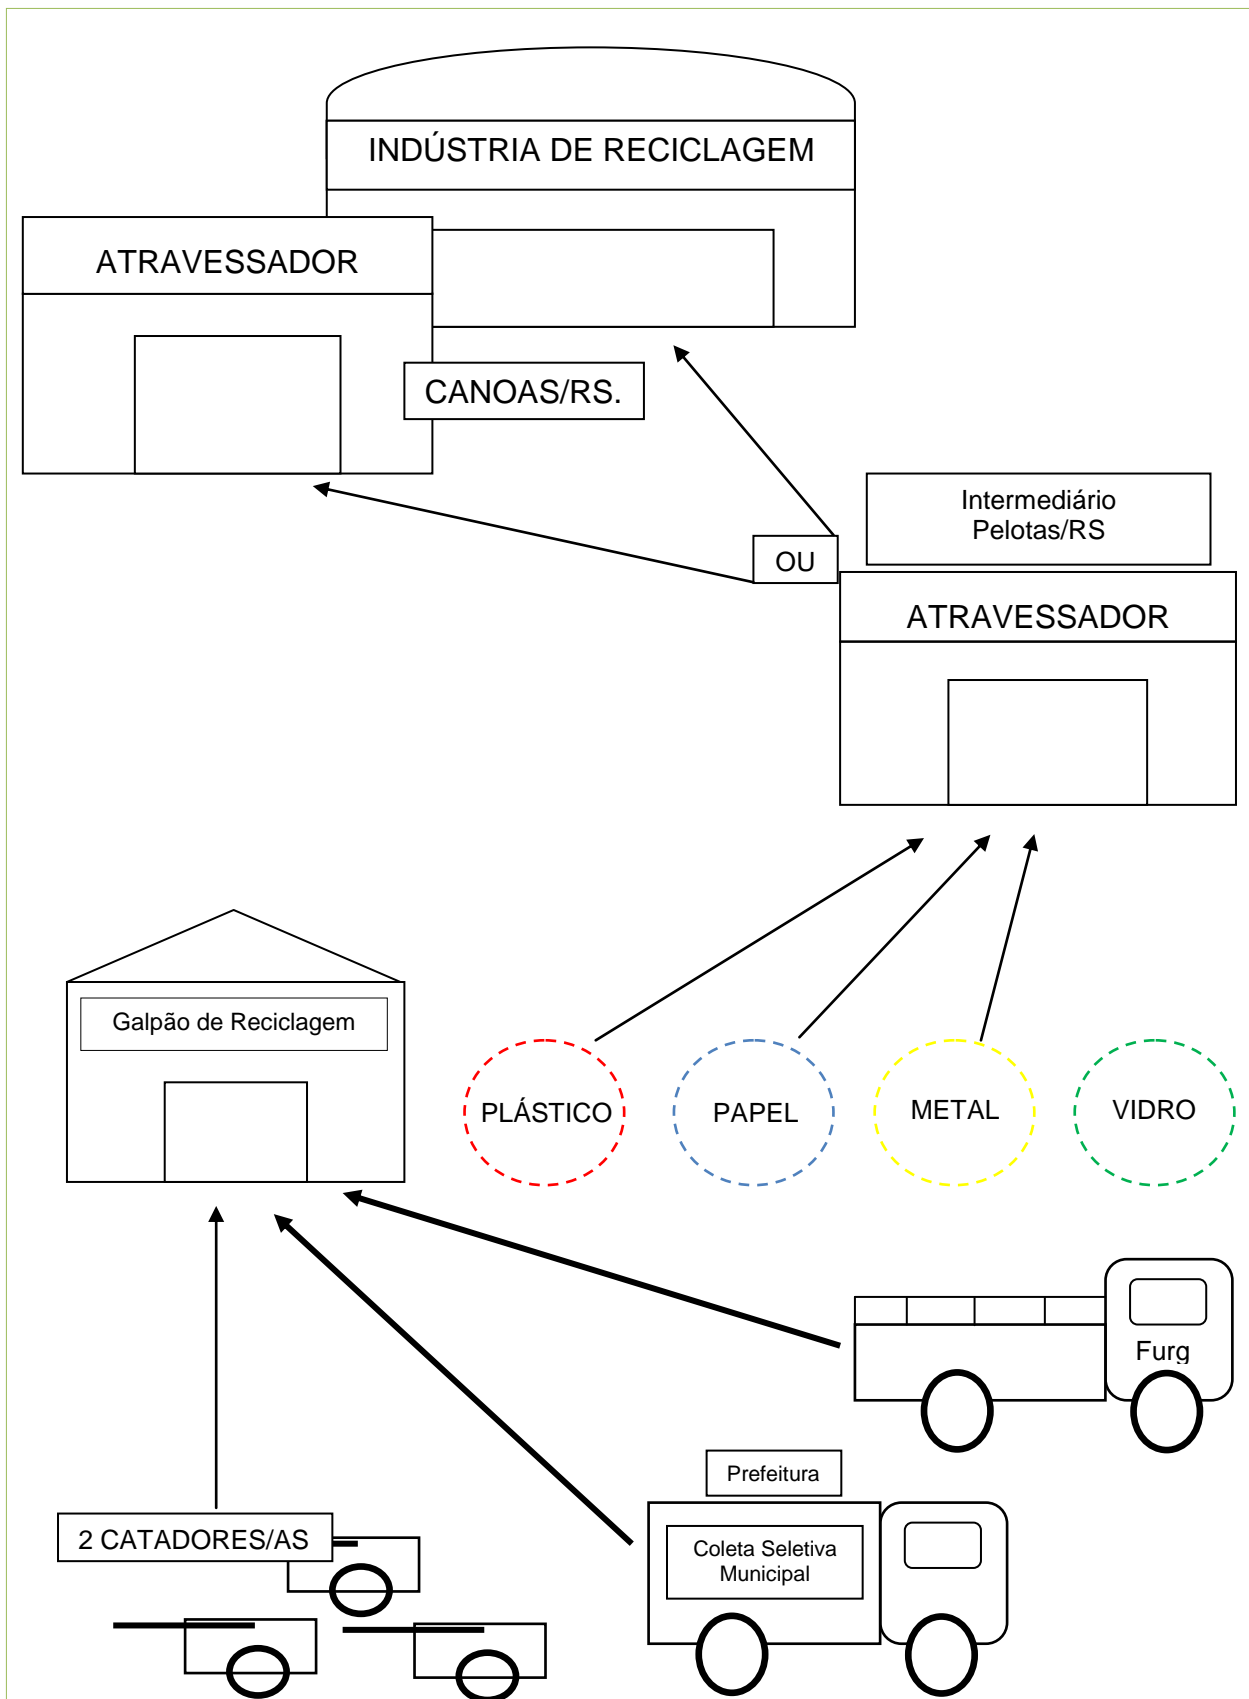 INDÚSTRIA DE RECICLAGEM
ATRAVESSADOR
CANOAS/RS.
Intermediário
Pelotas/RS
OU
ATRAVESSADOR
Galpão de Reciclagem
PLÁSTICO
PAPEL
METAL
VIDRO
Furg
Prefeitura
2 CATADORES/AS
Coleta Seletiva
Municipal